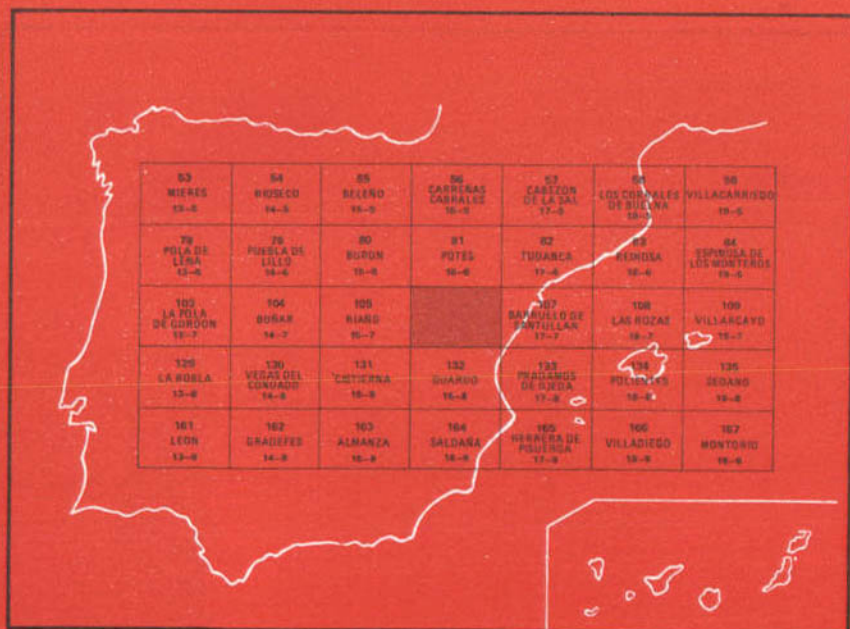 53
MIERES
13-5
54
RIOSECO
14-5
55
BELEÑO
15-5
56
CARREÑAS
CABRALES
16-5
57
CABEZON
DE LA SAL
17-5
58
LOS CORRALES
DE BUELNA
18-5
VILLACARRIEDO
19-5
POLA DE
LENA
13-6
79
PUEBLA DE
LILLO
14-6
80
BURON
15-6
81
POTES
16-6
82
TUDANCA
17-6
83
REINOSA
18-6
84
ESPINOSA DE
LOS MONTEROS
19-6
103
LA POLA
DE GORDON
13-7
104
BOÑAR
14-7
105
RIAÑO
15-7
107
BARRUELO DE
SANTULLAN
17-7
108
LAS ROZAS
18-7
109
VILLARCAYO
19-7
129
LA ROBLA
13-8
130
VEGAS DEL
CONDADO
14-8
131
CISTIERNA
15-8
132
GUARDO
16-8
133
PRADANOS
DE OJEDA
17-8
134
POLIENTES
18-8
135
SEDANO
19-8
161
LEON
13-9
162
GRADEFES
14-9
163
ALMANZA
15-9
164
SALDAÑA
16-9
165
HERRERA DE
PISUERGA
17-9
166
VILLADIEGO
18-9
167
MONTORIO
19-9